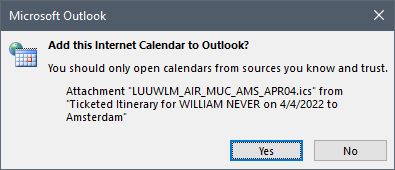 Microsoft Outlook
Add this Internet Calendar to Outlook?
You should only open calendars from sources you know and trust.
Attachment "LUUWLM_AIR_MUC_AMS_APR04.ics" from
"Ticketed Itinerary for WILLIAM NEVER on 4/4/2022 to
Amsterdam"
Yes
No